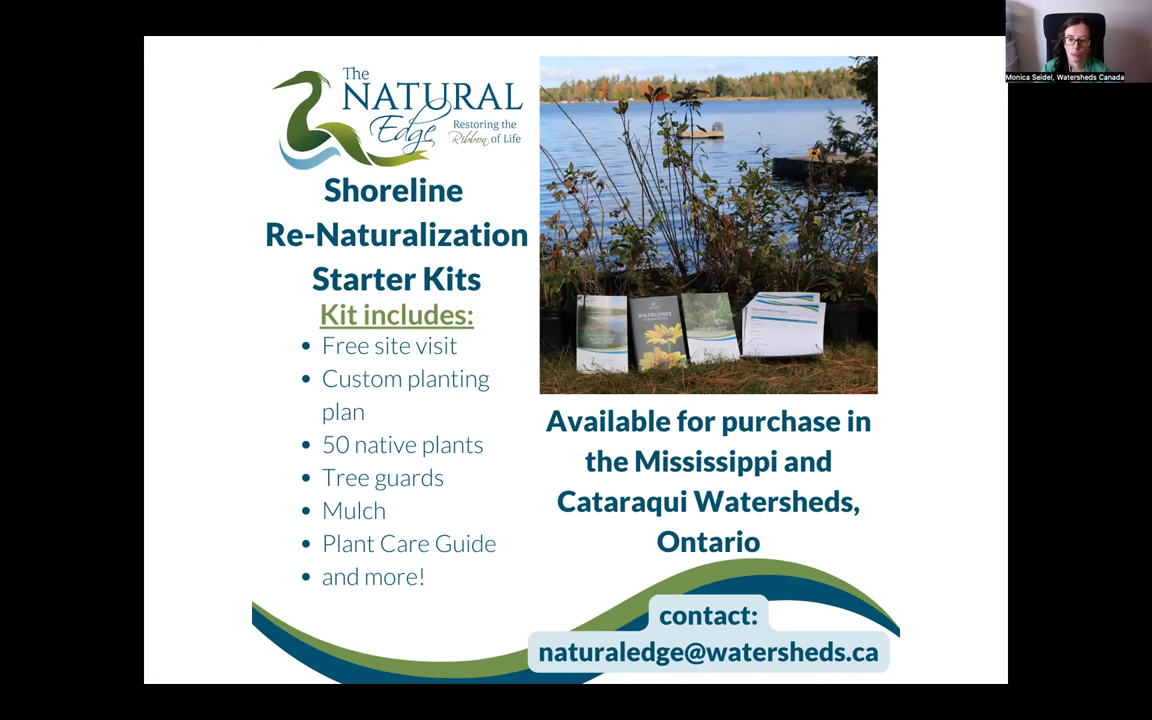 Monica Seidel, Watersheds Canada
The
NATURAL
Edge
Restoring the
Ribbon of Life
Shoreline
Re-Naturalization
Starter Kits
Kit includes:
• Free site visit
• Custom planting
plan
• 50 native plants
• Tree guards
• Mulch
• Plant Care Guide
• and more!
WILDFLOWER
Available for purchase in
the Mississippi and
Cataraqui Watersheds,
Ontario
contact:
naturaledge@watersheds.ca